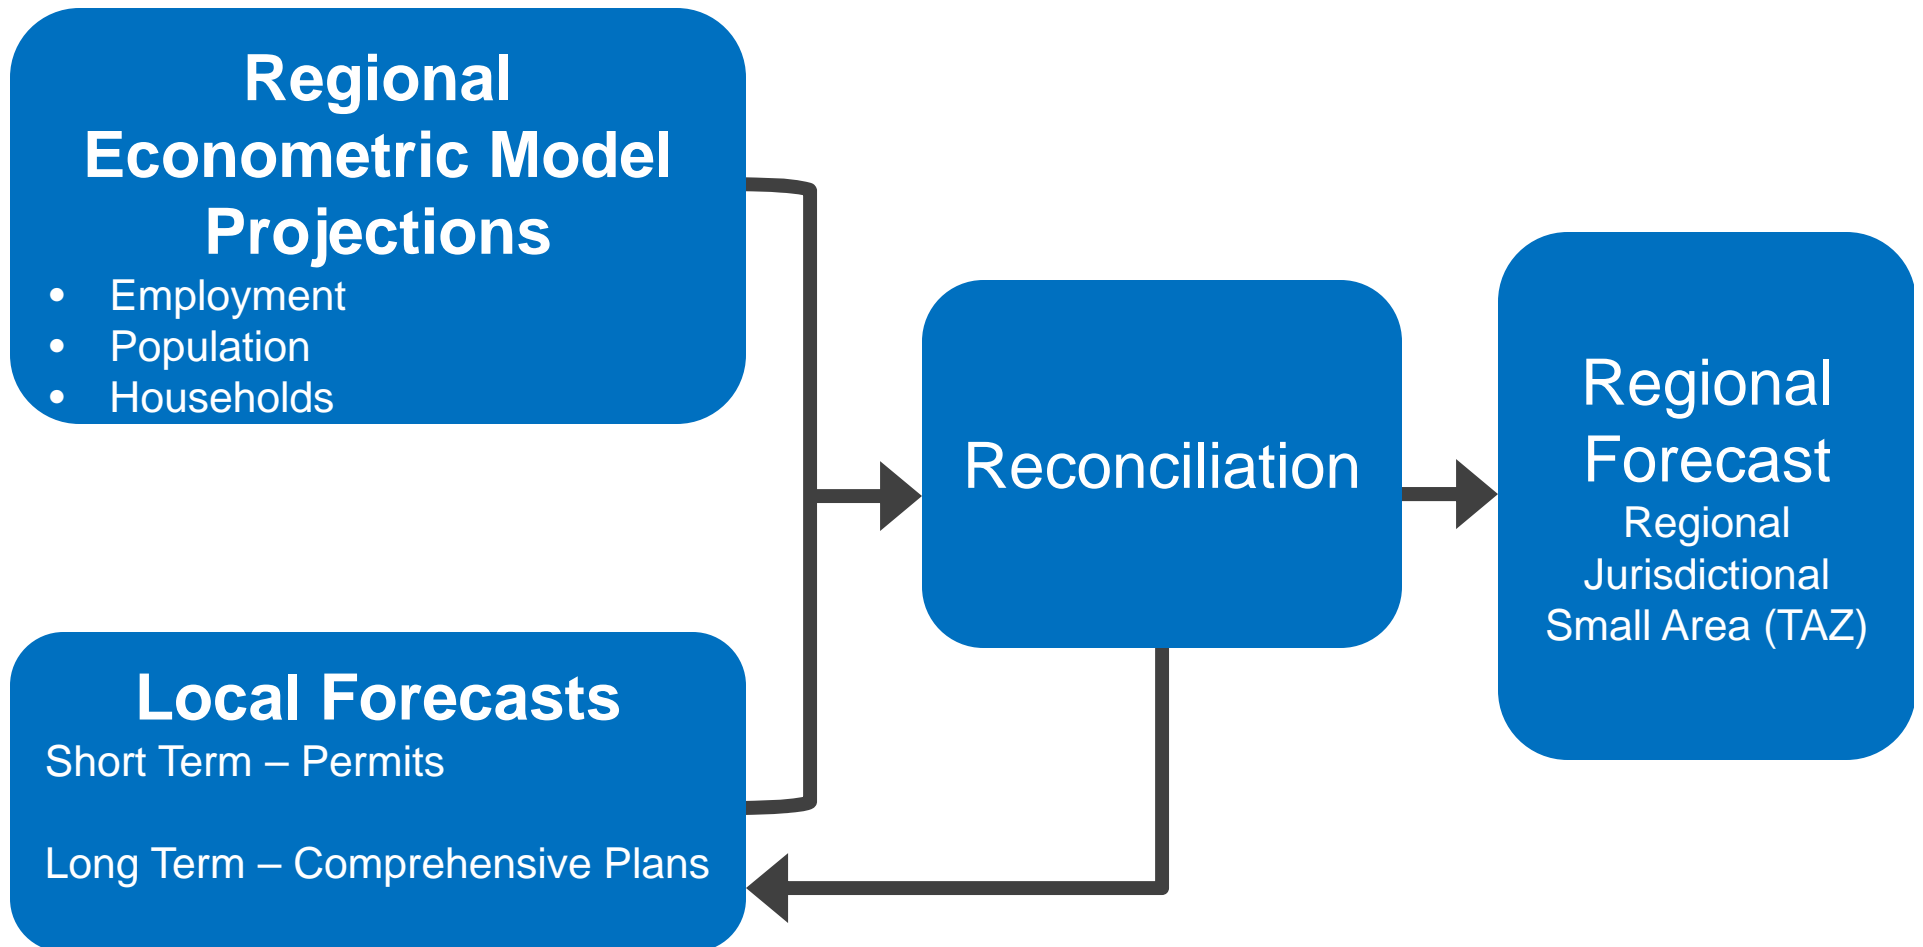 Regional
Econometric Model
Projections
• Employment
• Population
• Households
Local Forecasts
Short Term – Permits
Long Term – Comprehensive Plans
Reconciliation
Regional
Forecast
Regional
Jurisdictional
Small Area (TAZ)